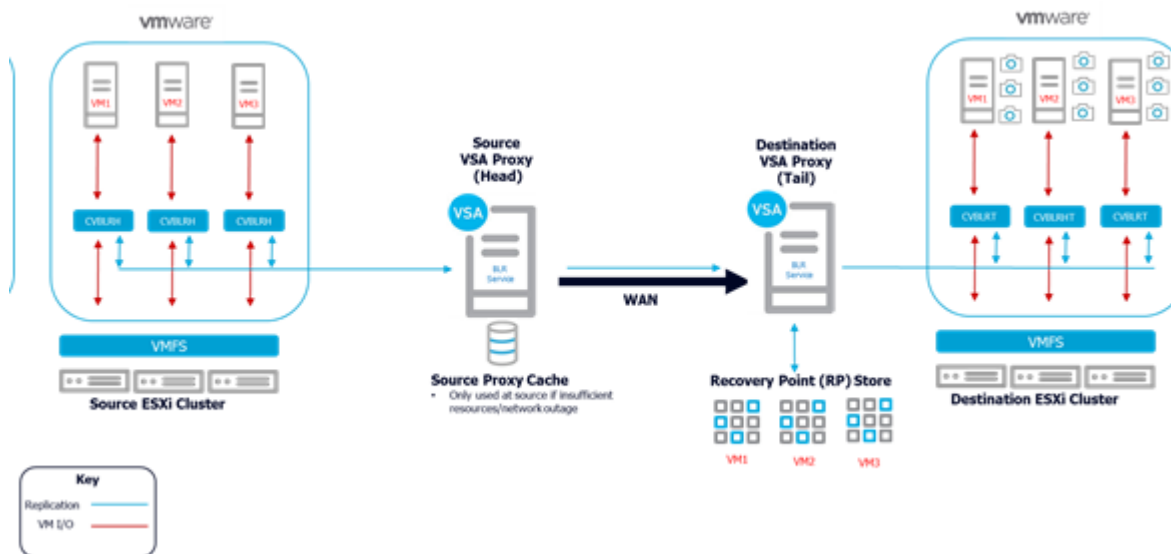 vmware
VM1
VM2
VM3
CVBLRH
CVBLRH
CVBLRH
VMFS
Source ESXi Cluster
Source
VSA Proxy
(Head)
VSA
BLR
Service
Source Proxy Cache
• Only used at source if insufficient
resources/network outage
WAN
Destination
VSA Proxy
(Tail)
VSA
BLR
Service
Recovery Point (RP) Store
VM1
VM2
VM3
vmware
VM1
VM2
VM3
CVBLRT
CVBLRHT
CVBLRT
VMFS
Destination ESXi Cluster
Key
Replication
VM I/O